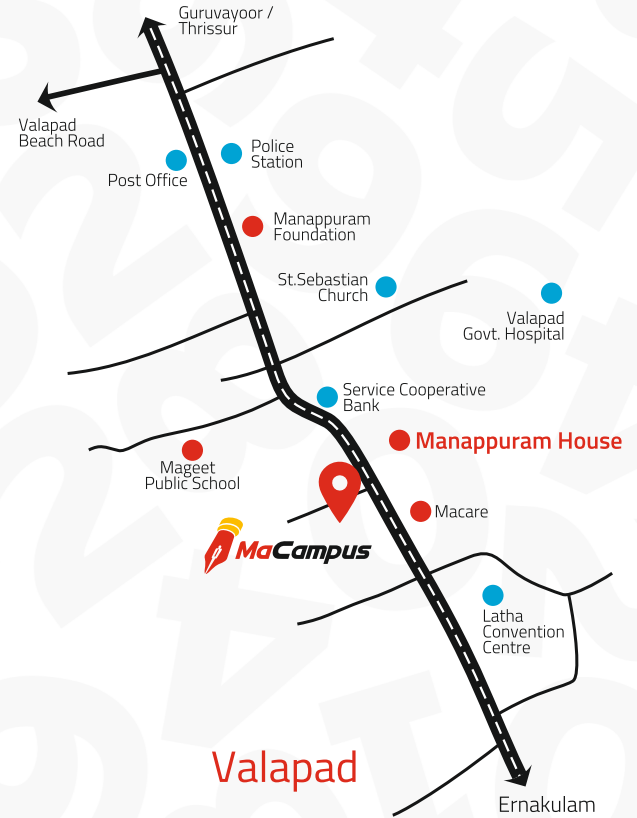 Guruvayoor /
Thrissur
Valapad
Beach Road
Police
Station
Post Office
Manappuram
Foundation
St.Sebastian
Church
Valapad
Govt. Hospital
Service Cooperative
Bank
Manappuram House
Mageet
Public School
Macare
MaCampus
Latha
Convention
Centre
Valapad
Ernakulam